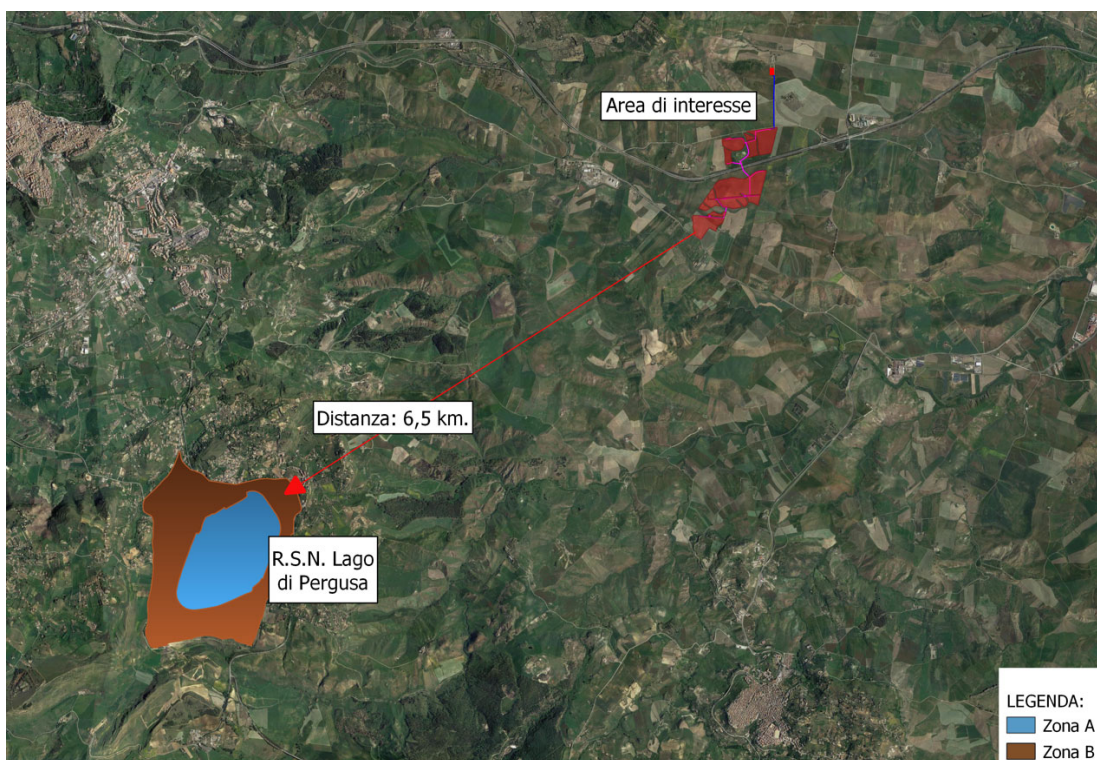 Area di interesse
Distanza: 6,5 km.
R.S.N. Lago
di Pergusa
LEGENDA:
Zona A
Zona B